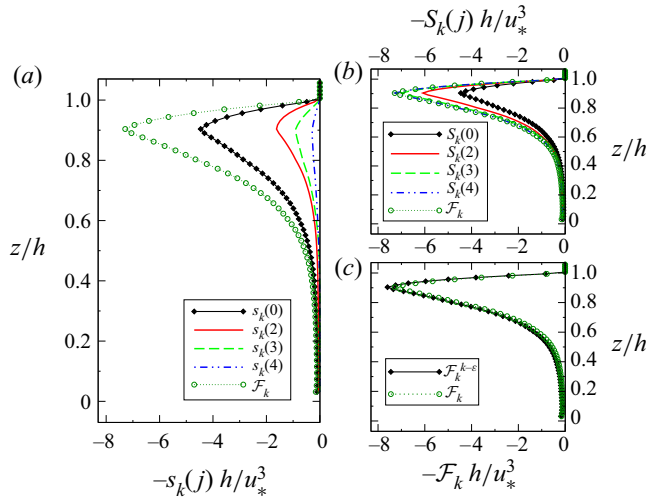 –S_k(j) h/u_*^3
−8 −6 −4 −2 0
(a)
(b)
1.0
0.8
0.6
0.4
0.2
0
z/h
s_k(0)
s_k(2)
s_k(3)
s_k(4)
ℱ_k
−8 −6 −4 −2 0
–s_k(j) h/u_*^3
S_k(0)
S_k(2)
S_k(3)
S_k(4)
ℱ_k
1.0
0.8
0.6
0.4
0.2
0
z/h
(c)
ℱ_k^{k–ε}
ℱ_k
1.0
0.8
0.6
0.4
0.2
0
z/h
−8 −6 −4 −2 0
–ℱ_k h/u_*^3